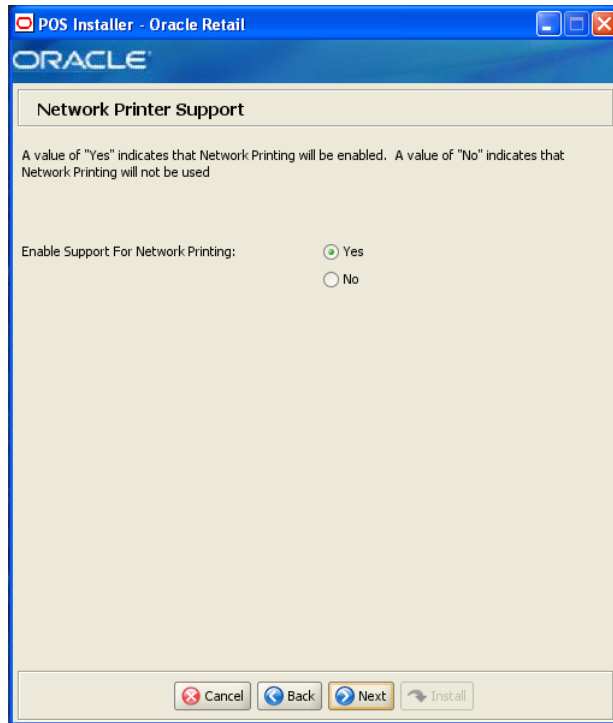 POS Installer - Oracle Retail
ORACLE
Network Printer Support
A value of "Yes" indicates that Network Printing will be enabled. A value of "No" indicates that
Network Printing will not be used
Enable Support For Network Printing:
Yes
No
Cancel
Back
Next
Install